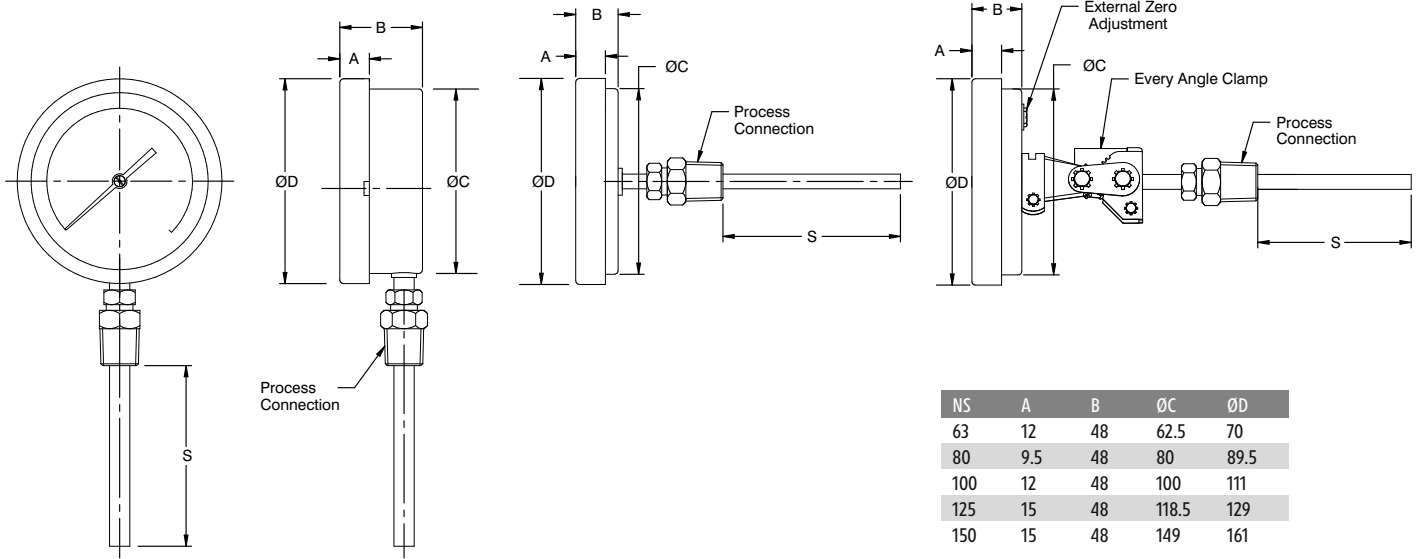 B
A
ØD
ØC
Process
Connection
S
B
A
ØC
ØD
Process
Connection
S
B
External Zero
Adjustment
A
ØC
Every Angle Clamp
Process
Connection
ØD
S
NS A B ØC ØD
63 12 48 62.5 70
80 9.5 48 80 89.5
100 12 48 100 111
125 15 48 118.5 129
150 15 48 149 161